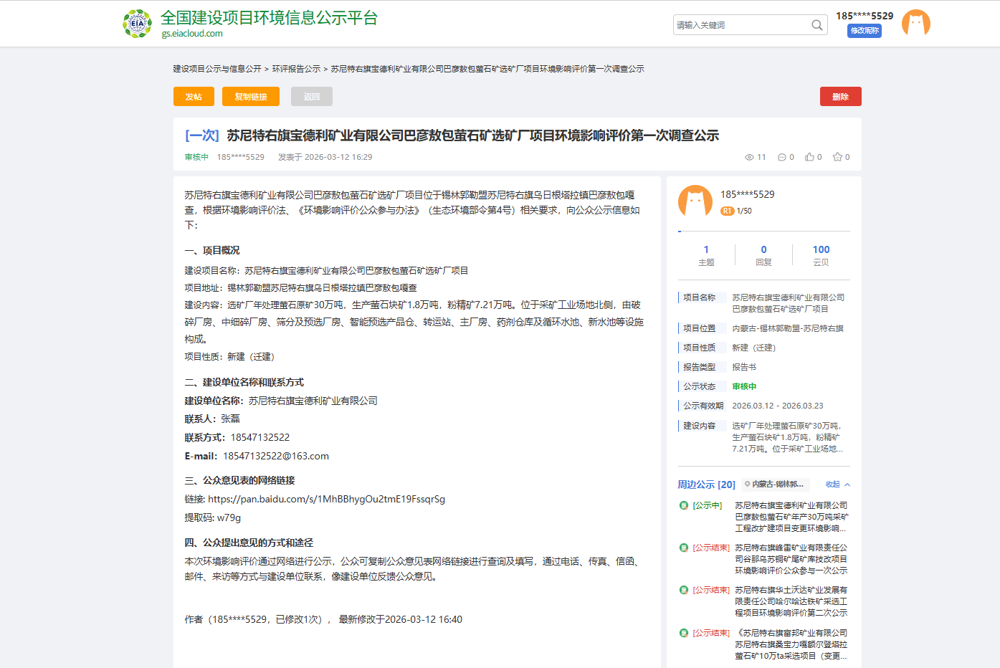 全国建设项目环境信息公示平台
gs.eiacloud.com
请输入关键词
185****5529
修改昵称
建设项目公示与信息公开 > 环评报告公示 > 苏尼特右旗宝德利矿业有限公司巴彦敖包萤石矿选矿厂项目环境影响评价第一次调查公示
发帖
复制链接
返回
删除
[一次] 苏尼特右旗宝德利矿业有限公司巴彦敖包萤石矿选矿厂项目环境影响评价第一次调查公示
审核中 185****5529 发表于 2026-03-12 16:29
11 0 0 0
苏尼特右旗宝德利矿业有限公司巴彦敖包萤石矿选矿厂项目位于锡林郭勒盟苏尼特右旗乌日根塔拉镇巴彦敖包嘎
查，根据环境影响评价法、《环境影响评价公众参与办法》（生态环境部令第4号）相关要求，向公众公示信息如
下：
一、项目概况
建设项目名称：苏尼特右旗宝德利矿业有限公司巴彦敖包萤石矿选矿厂项目
项目地址：锡林郭勒盟苏尼特右旗乌日根塔拉镇巴彦敖包嘎查
建设内容：选矿厂年处理萤石原矿30万吨，生产萤石块矿1.8万吨，粉精矿7.21万吨。位于采矿工业场地北侧，由破
碎厂房、中细碎厂房、筛分及预选厂房、智能预选产品仓、转运站、主厂房、药剂仓库及循环水池、新水池等设施
构成。
项目性质：新建（迁建）
二、建设单位名称和联系方式
建设单位名称：苏尼特右旗宝德利矿业有限公司
联系人：张磊
联系方式：18547132522
E-mail：18547132522@163.com
三、公众意见表的网络链接
链接: https://pan.baidu.com/s/1MhBBhygOu2tmE19FssqrSg
提取码: w79g
四、公众提出意见的方式和途径
本次环境影响评价通过网络进行公示，公众可复制公众意见表网络链接进行查询及填写，通过电话、传真、信函、
邮件、来访等方式与建设单位联系，像建设单位反馈公众意见。
作者（185****5529，已修改1次）， 最新修改于2026-03-12 16:40
185****5529
R1 1/50
1 0 100
主题 回复 云贝
项目名称 苏尼特右旗宝德利矿业有限公司
巴彦敖包萤石矿选矿厂项目
项目位置 内蒙古-锡林郭勒盟-苏尼特右旗
项目性质 新建（迁建）
报告类型 报告书
公示状态 审核中
公示有效期 2026.03.12 - 2026.03.23
建设内容 选矿厂年处理萤石原矿30万吨，
生产萤石块矿1.8万吨，粉精矿
7.21万吨。位于采矿工业场地...
周边公示 [20] 内蒙古-锡林郭... 收起
[公示中] 苏尼特右旗宝德利矿业有限公司
巴彦敖包萤石矿年产30万吨采矿
工程改扩建项目变更环境影响...
[公示结束] 苏尼特右旗峰雷矿业有限责任公
司谷那乌苏铜矿尾矿库技改项目
环境影响评价公众参与一次公示
[公示结束] 苏尼特右旗华土沃达矿业发展有
限责任公司哈尔哈达铁矿采选工
程项目环境影响评价第二次公示
[公示结束] 《苏尼特右旗富邦矿业有限公司
苏尼特右旗桑宝力嘎额尔登塔拉
萤石矿10万ta采选项目（变更...